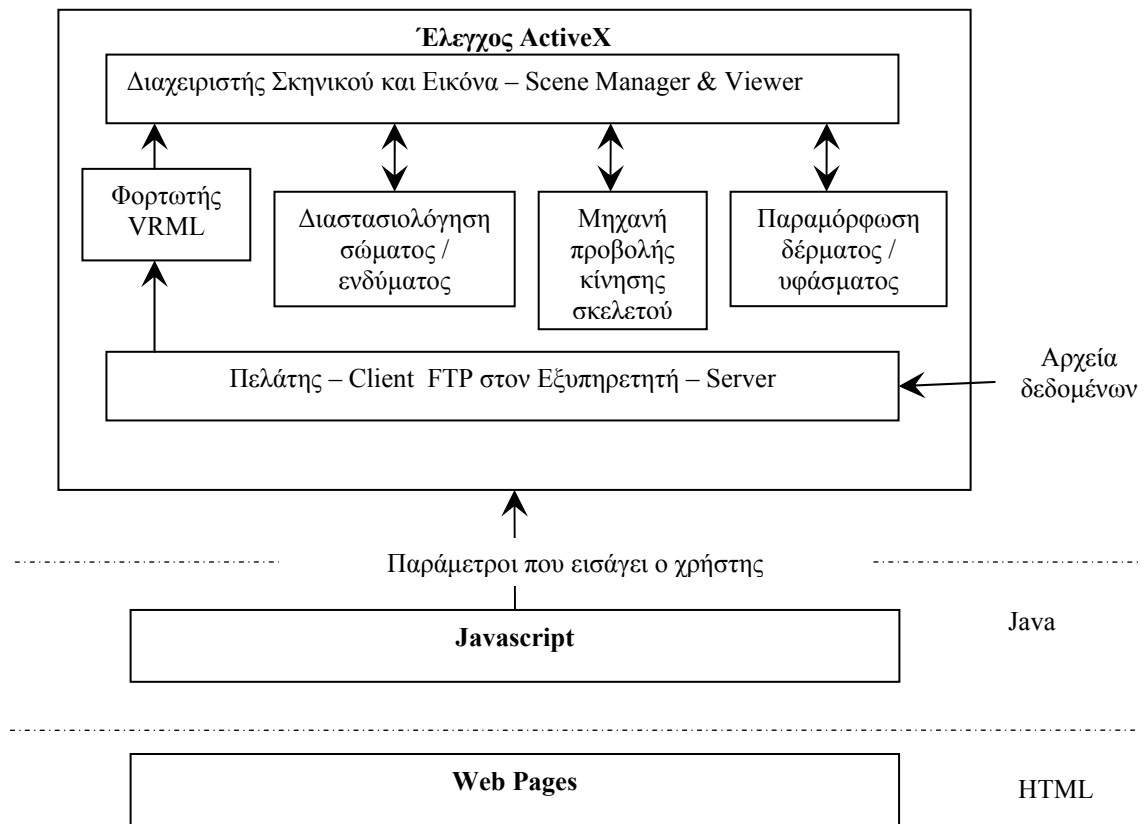 Έλεγχος ActiveX
Διαχειριστής Σκηνικού και Εικόνα – Scene Manager & Viewer
Φορτωτής
VRML
Διαστασιολόγηση
σώματος /
ενδύματος
Μηχανή
προβολής
κίνησης
σκελετού
Παραμόρφωση
δέρματος /
υφάσματος
Πελάτης – Client FTP στον Εξυπηρετητή – Server
Αρχεία
δεδομένων
Παράμετροι που εισάγει ο χρήστης
Javascript
Java
Web Pages
HTML